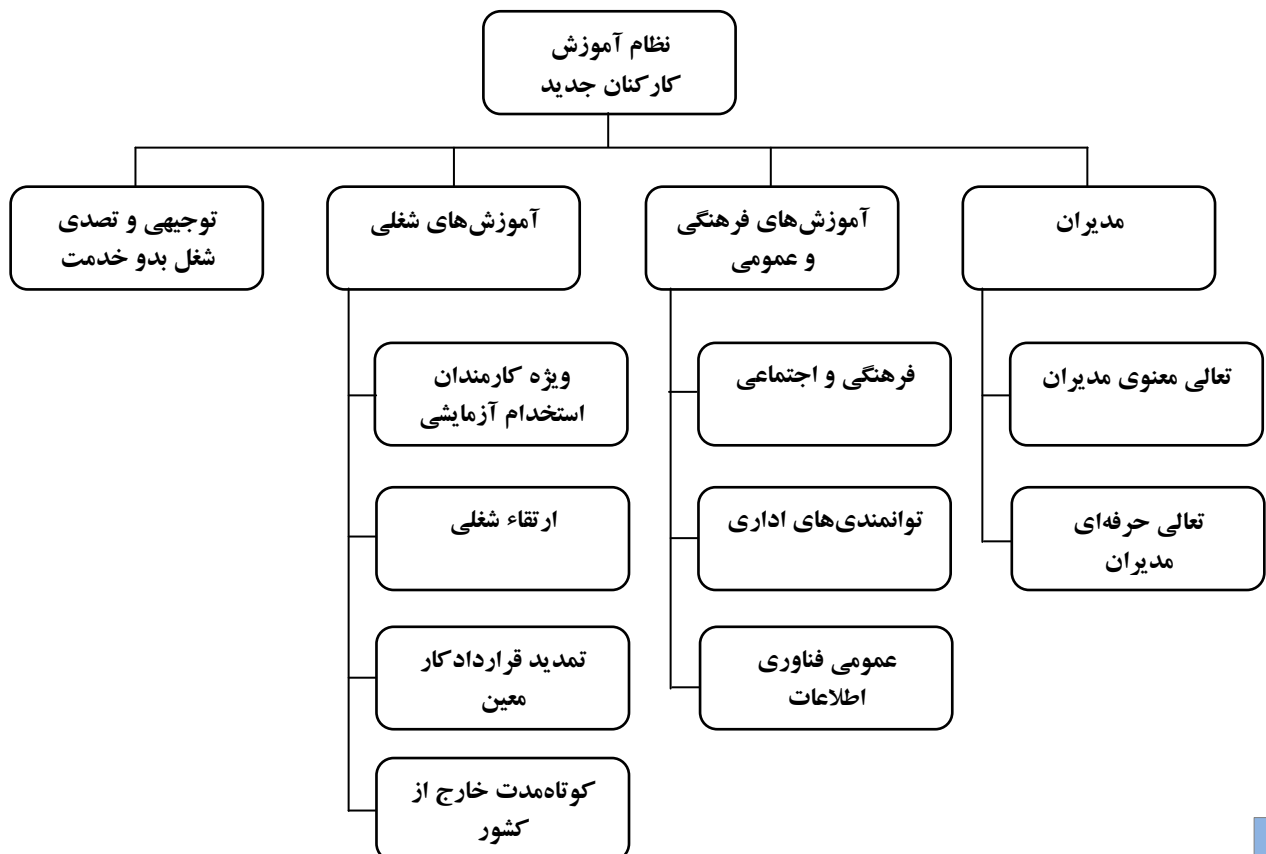 نظام آموزش
کارکنان جدید
مدیران
آموزش‌های فرهنگی
و عمومی
آموزش‌های شغلی
توجیهی و تصدی
شغل بدو خدمت
تعالی معنوی مدیران
تعالی حرفه‌ای
مدیران
فرهنگی و اجتماعی
توانمندی‌های اداری
عمومی فناوری
اطلاعات
ویژه کارمندان
استخدام آزمایشی
ارتقاء شغلی
تمدید قرارداد کار
معین
کوتاه‌مدت خارج از
کشور